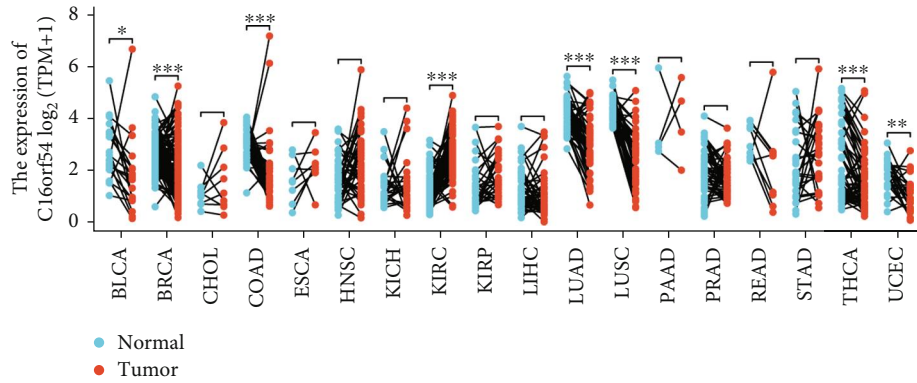 The expression of
C16orf54 log2 (TPM+1)
8
6
4
2
0
*
***
***
***
***
***
***
**
BLCA
BRCA
CHOL
COAD
ESCA
HNSC
KICH
KIRC
KIRP
LIHC
LUAD
LUSC
PAAD
PRAD
READ
STAD
THCA
UCEC
Normal
Tumor